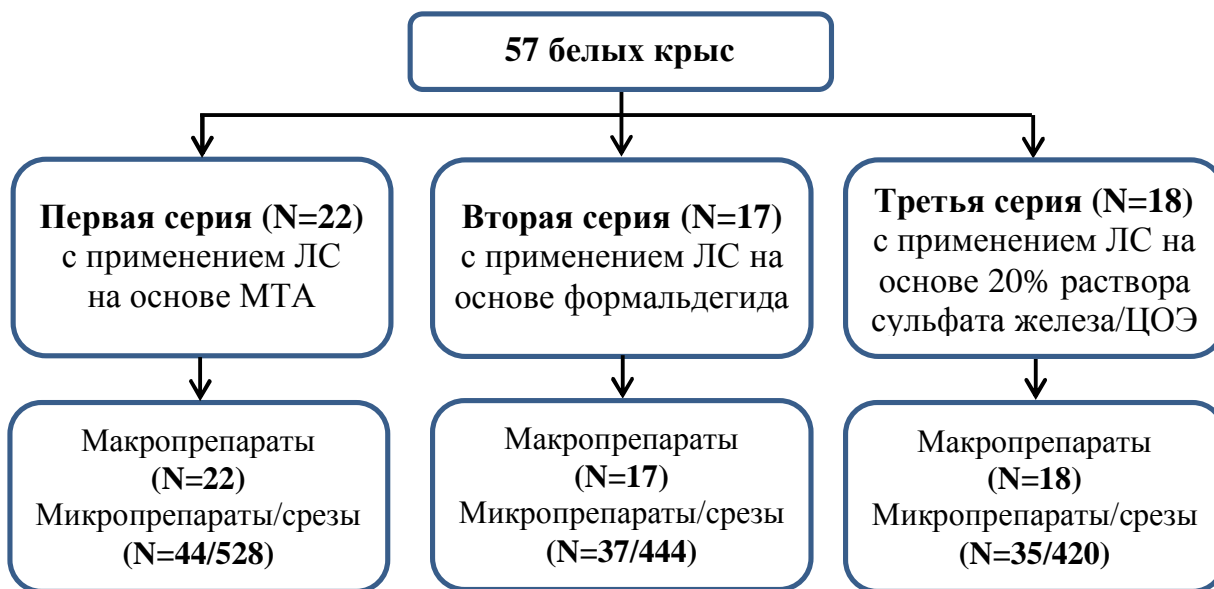 57 белых крыс
Первая серия (N=22)
с применением ЛС
на основе МТА
Вторая серия (N=17)
с применением ЛС на
основе формальдегида
Третья серия (N=18)
с применением ЛС на
основе 20% раствора
сульфата железа/ЦОЭ
Макропрепараты
(N=22)
Микропрепараты/срезы
(N=44/528)
Макропрепараты
(N=17)
Микропрепараты/срезы
(N=37/444)
Макропрепараты
(N=18)
Микропрепараты/срезы
(N=35/420)